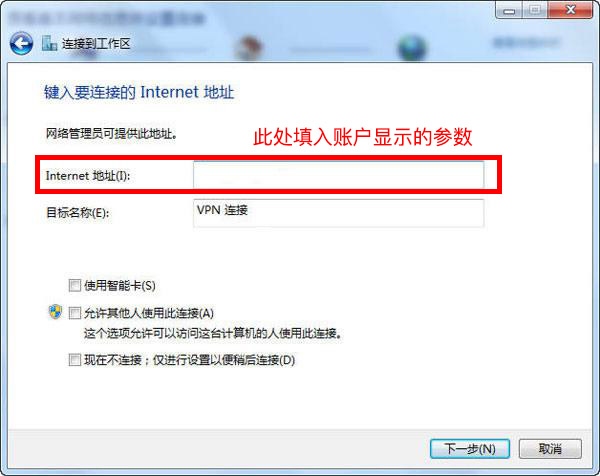 连接到工作区
键入要连接的 Internet 地址
网络管理员可提供此地址。
此处填入账户显示的参数
Internet 地址(I):
目标名称(E): VPN 连接
使用智能卡(S)
允许其他人使用此连接(A)
这个选项允许可以访问这台计算机的人使用此连接。
现在不连接；仅进行设置以便稍后连接(D)
下一步(N) 取消